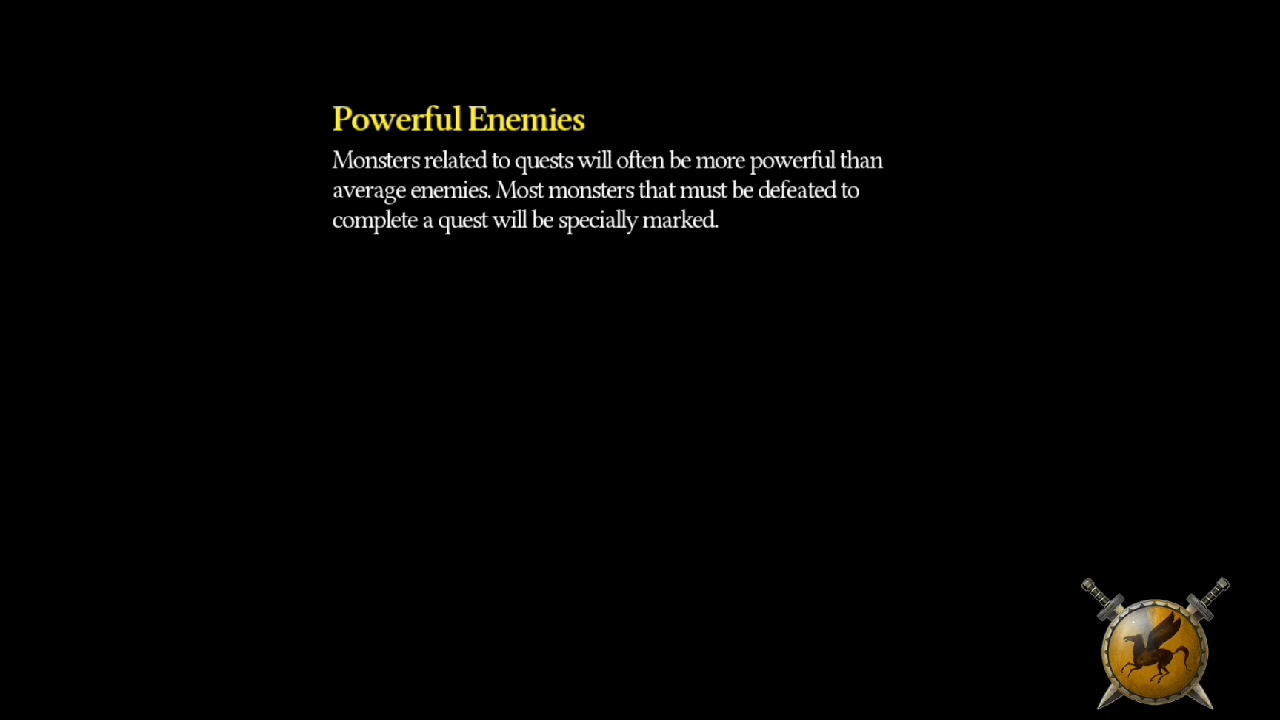 Powerful Enemies
Monsters related to quests will often be more powerful than
average enemies. Most monsters that must be defeated to
complete a quest will be specially marked.